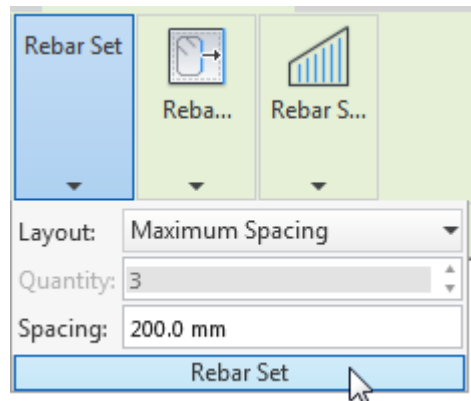 Rebar Set
Reba...
Rebar S...
Layout: Maximum Spacing
Quantity: 3
Spacing: 200.0 mm
Rebar Set